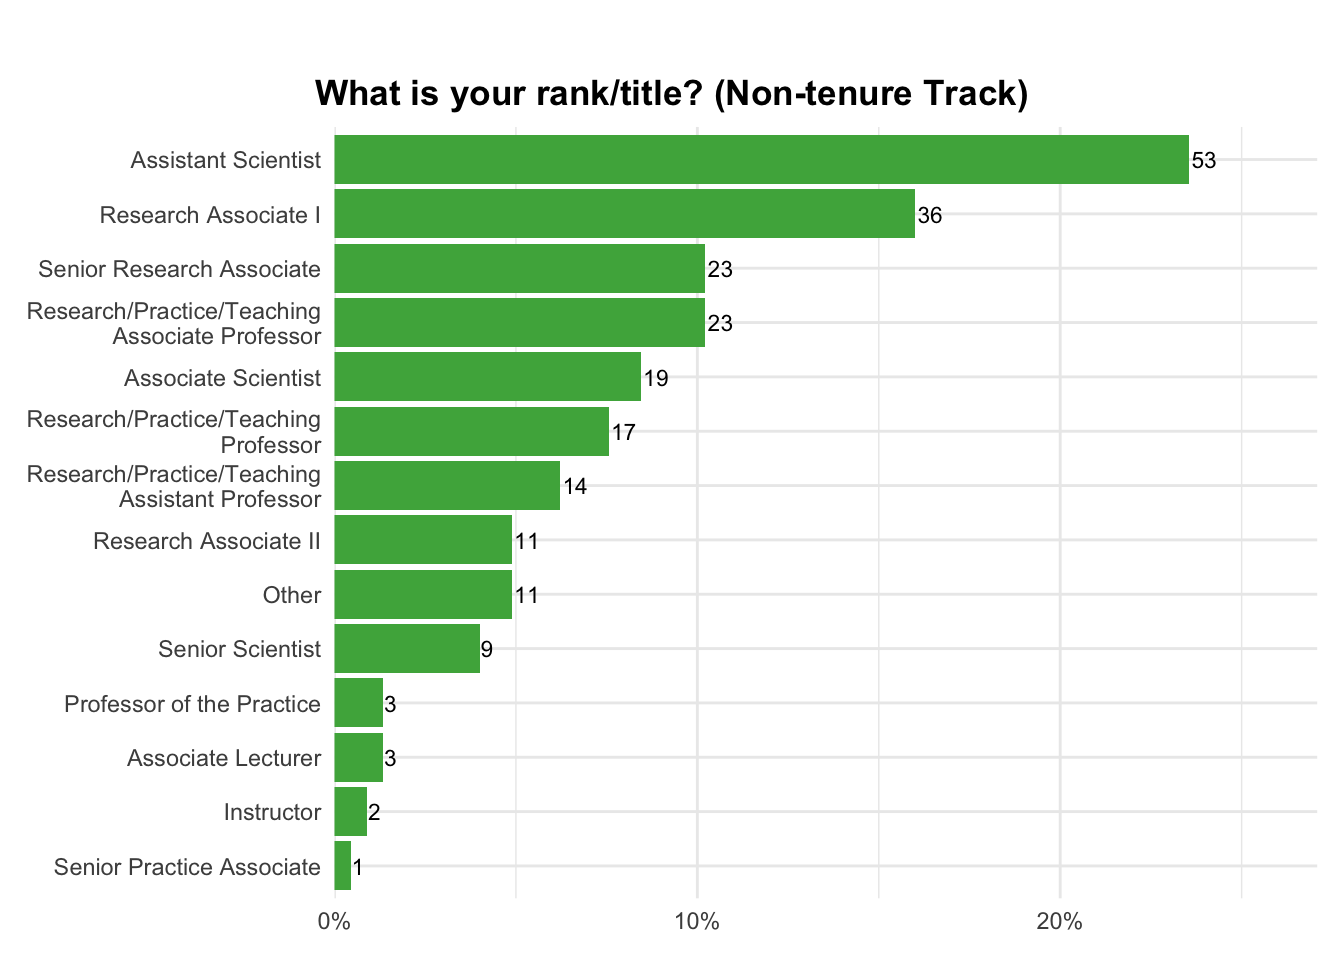 What is your rank/title? (Non-tenure Track)
Assistant Scientist 53
Research Associate I 36
Senior Research Associate 23
Research/Practice/Teaching
Associate Professor 23
Associate Scientist 19
Research/Practice/Teaching
Professor 17
Research/Practice/Teaching
Assistant Professor 14
Research Associate II 11
Other 11
Senior Scientist 9
Professor of the Practice 3
Associate Lecturer 3
Instructor 2
Senior Practice Associate 1
0% 10% 20%